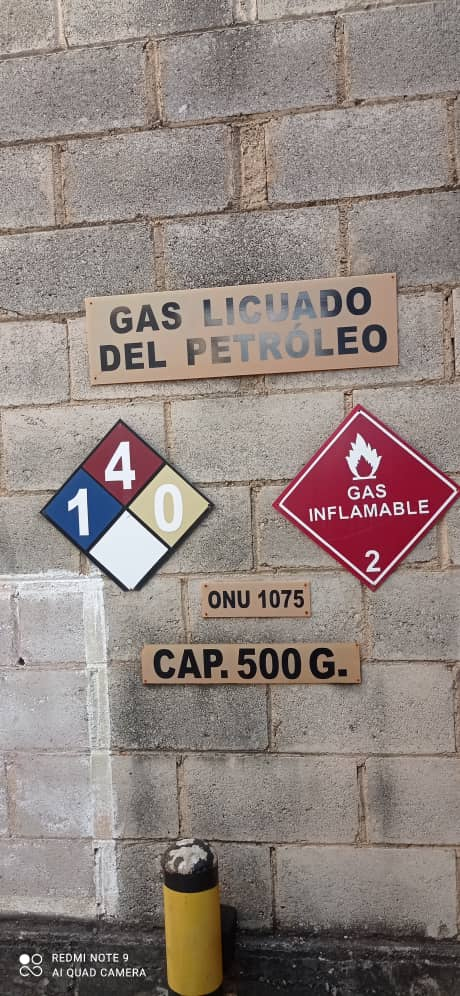 GAS LICUADO
DEL PETRÓLEO
4
1
0
GAS
INFLAMABLE
2
ONU 1075
CAP. 500 G.
REDMI NOTE 9
AI QUAD CAMERA